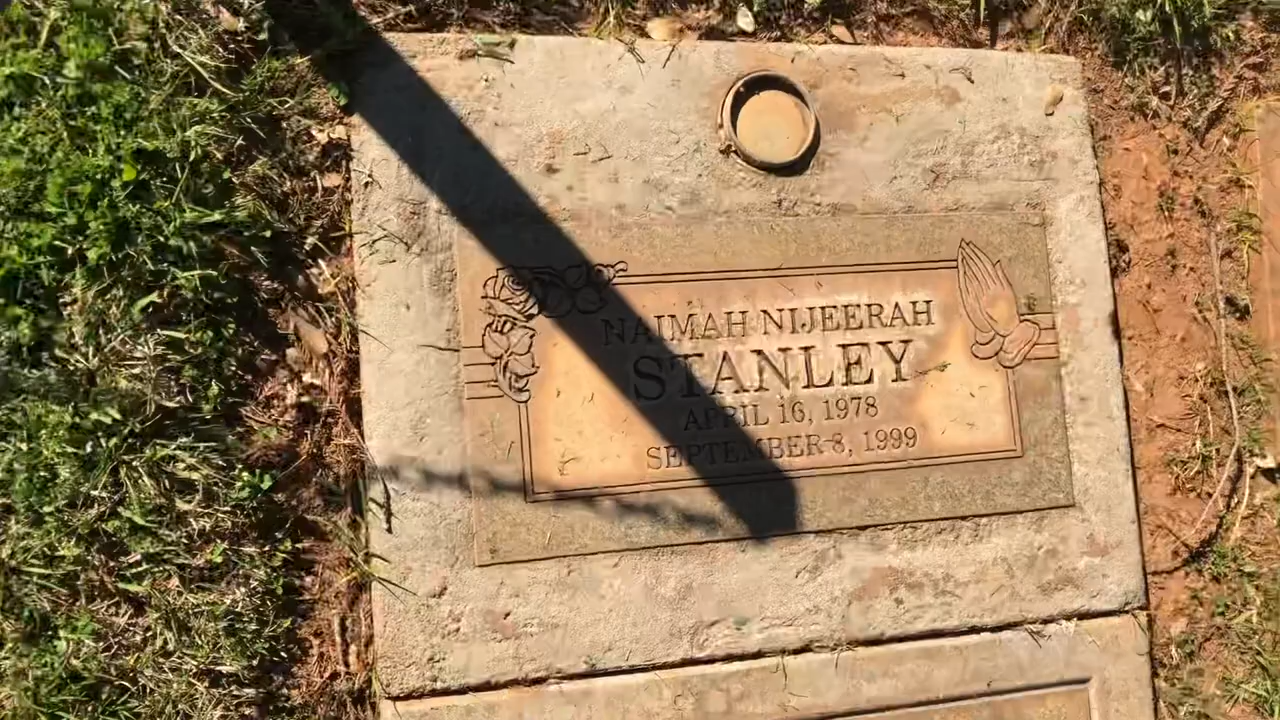 NAIMAH NIJEERAH
STANLEY
APRIL 16, 1978
SEPTEMBER 8, 1999